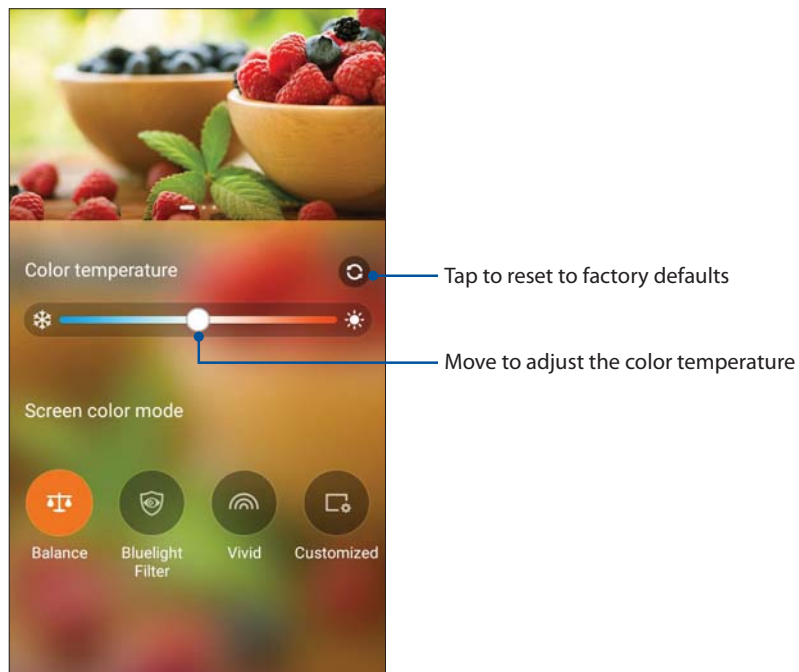 Color temperature
Tap to reset to factory defaults
Move to adjust the color temperature
Screen color mode
Balance
Bluelight
Filter
Vivid
Customized